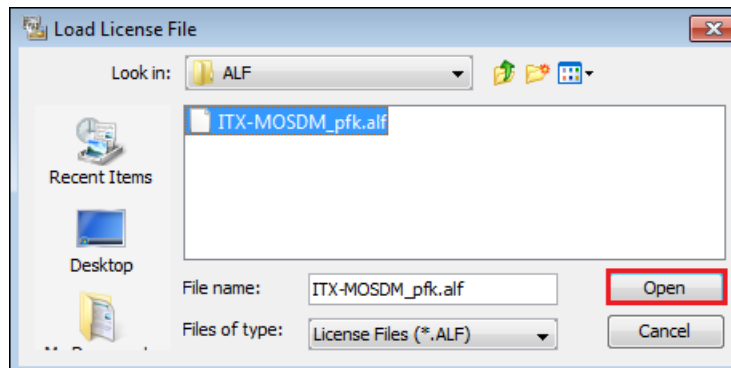 Load License File
Look in: ALF
ITX-MOSDM_pfk.alf
Recent Items
Desktop
File name: ITX-MOSDM_pfk.alf Open
Files of type: License Files (*.ALF) Cancel